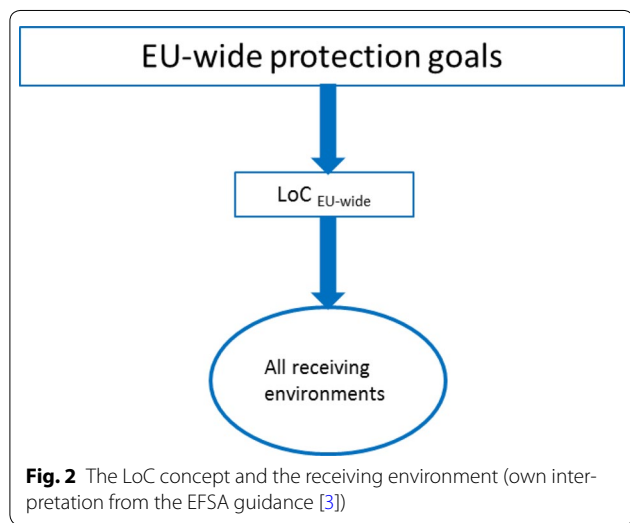 EU-wide protection goals
LoC EU-wide
All receiving
environments
Fig. 2 The LoC concept and the receiving environment (own inter-
pretation from the EFSA guidance [3])